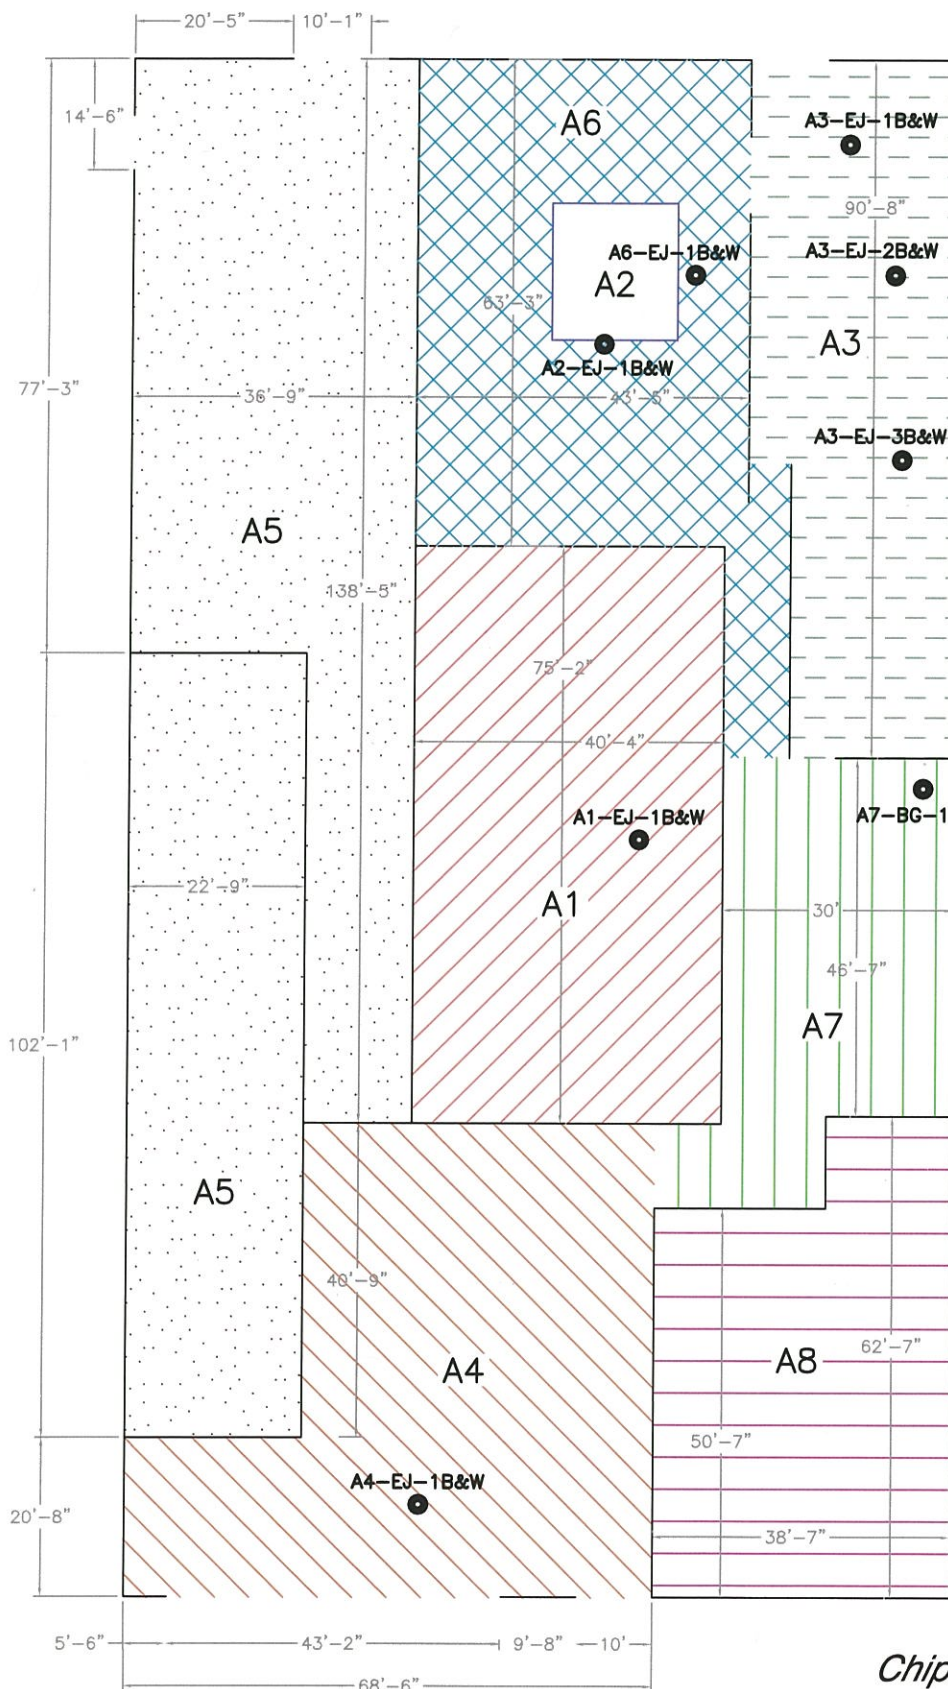 20'-5" 10'-1"
14'-6"
A6
A3-EJ-1B&W
90'-8"
A6-EJ-1B&W
A3-EJ-2B&W
A2
63'-3"
A3
A2-EJ-1B&W
77'-3"
36'-9"
43'-5"
A3-EJ-3B&W
A5
138'-5"
75'-2"
40'-4"
A7-BG-1
A1-EJ-1B&W
22'-9"
A1
30'
46'-7"
A7
102'-1"
A5
40'-9"
62'-7"
A4
A8
50'-7"
A4-EJ-1B&W
20'-8"
38'-7"
5'-6" 43'-2" 9'-8" 10'
Chip
68'-6"